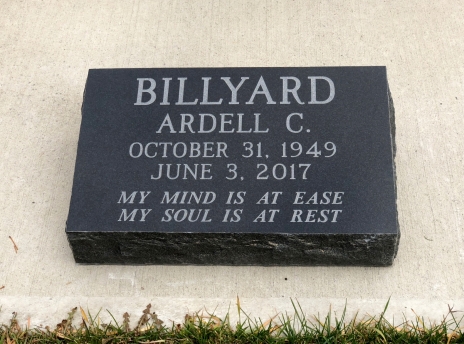 BILLYARD
ARDELL C.
OCTOBER 31, 1949
JUNE 3, 2017
MY MIND IS AT EASE
MY SOUL IS AT REST